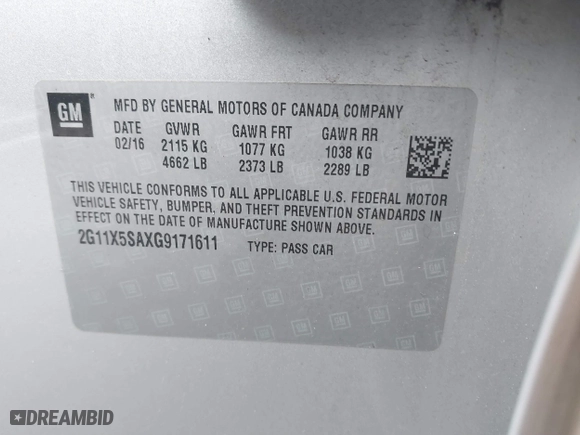 GM
MFD BY GENERAL MOTORS OF CANADA COMPANY
DATE GVWR GAWR FRT GAWR RR
02/16 2115 KG 1077 KG 1038 KG
4662 LB 2373 LB 2289 LB
THIS VEHICLE CONFORMS TO ALL APPLICABLE U.S. FEDERAL MOTOR
VEHICLE SAFETY, BUMPER, AND THEFT PREVENTION STANDARDS IN
EFFECT ON THE DATE OF MANUFACTURE SHOWN ABOVE.
2G11X5SAXG9171611 TYPE: PASS CAR
DREAMBID